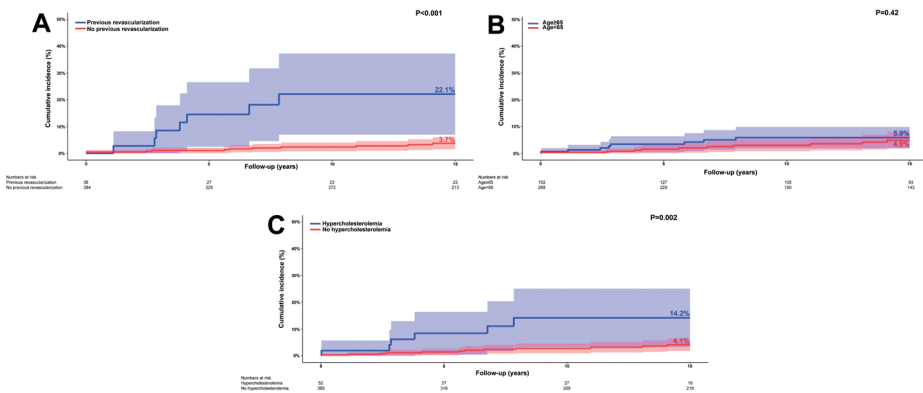 A
P<0.001
Previous revascularization
No previous revascularization
Cumulative incidence (%)
50%
40%
30%
20%
10%
0%
22.1%
3.7%
0
5
10
15
Follow-up (years)
Numbers at risk
Previous revascularization 36 27 23 23
No previous revascularization 384 329 272 213
B
P=0.42
Age≥65
Age<65
Cumulative incidence (%)
50%
40%
30%
20%
10%
0%
5.9%
4.9%
0
5
10
15
Follow-up (years)
Numbers at risk
Age≥65 152 127 105 93
Age<65 268 229 190 143
C
P=0.002
Hypercholesterolemia
No hypercholesterolemia
Cumulative incidence (%)
50%
40%
30%
20%
10%
0%
14.2%
4.1%
0
5
10
15
Follow-up (years)
Numbers at risk
Hypercholesterolemia 52 37 27 18
No hypercholesterolemia 368 319 268 218